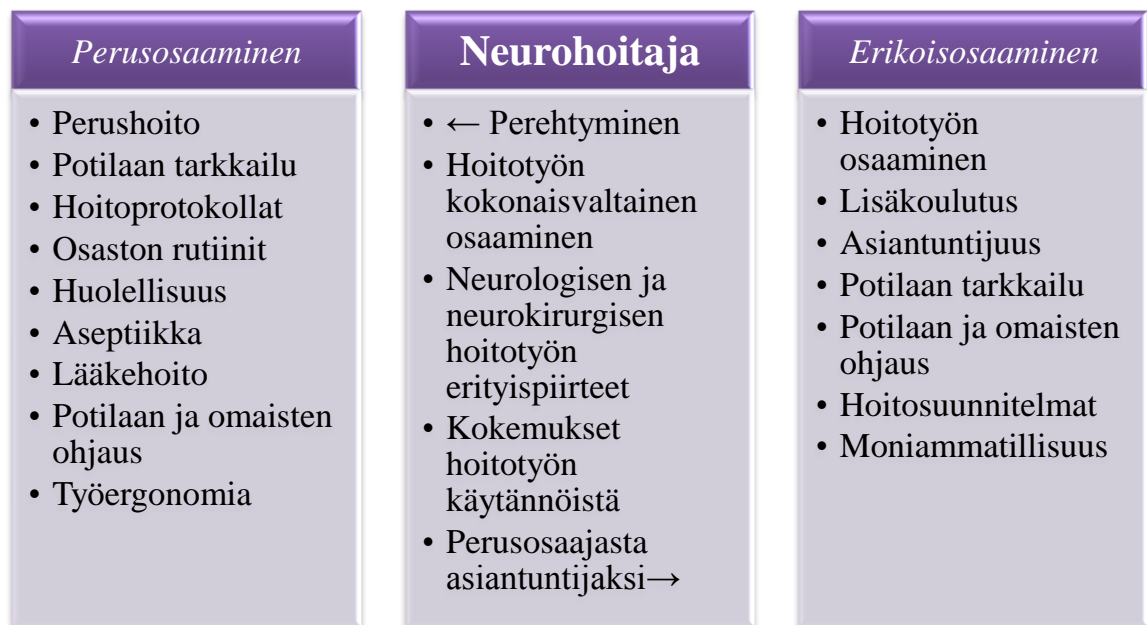 Perusosaaminen
• Perushoito
• Potilaan tarkkailu
• Hoitoprotokollat
• Osaston rutiinit
• Huolellisuus
• Aseptiikka
• Lääkehoito
• Potilaan ja omaisten
ohjaus
• Työergonomia
Neurohoitaja
• ← Perehtyminen
• Hoitotyön
kokonaisvaltainen
osaaminen
• Neurologisen ja
neurokirurgisen
hoitotyön
erityispiirteet
• Kokemukset
hoitotyön
käytännöistä
• Perusosaajasta
asiantuntijaksi→
Erikoisosaaminen
• Hoitotyön
osaaminen
• Lisäkoulutus
• Asiantuntijuus
• Potilaan tarkkailu
• Potilaan ja omaisten
ohjaus
• Hoitosuunnitelmat
• Moniammatillisuus